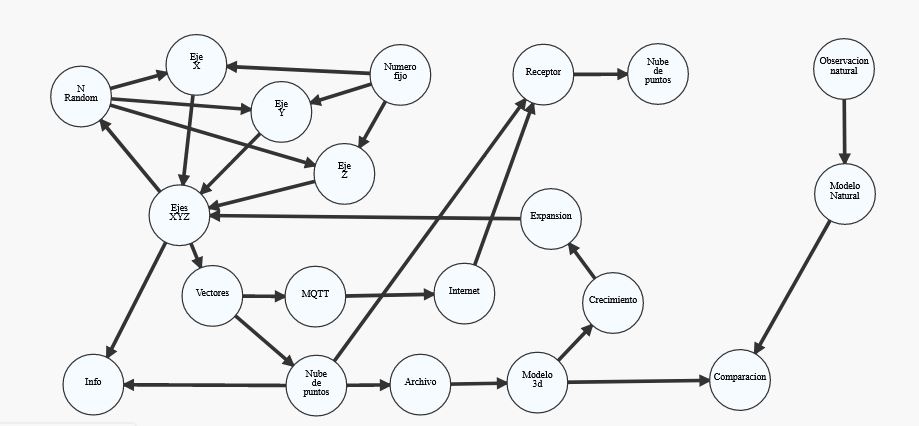 Eje
X
Numero
fijo
N
Random
Eje
Y
Eje
Z
Ejes
XYZ
Receptor
Nube
de
puntos
Observacion
natural
Modelo
Natural
Expansion
Vectores
MQTT
Internet
Crecimiento
Info
Nube
de
puntos
Archivo
Modelo
3d
Comparacion